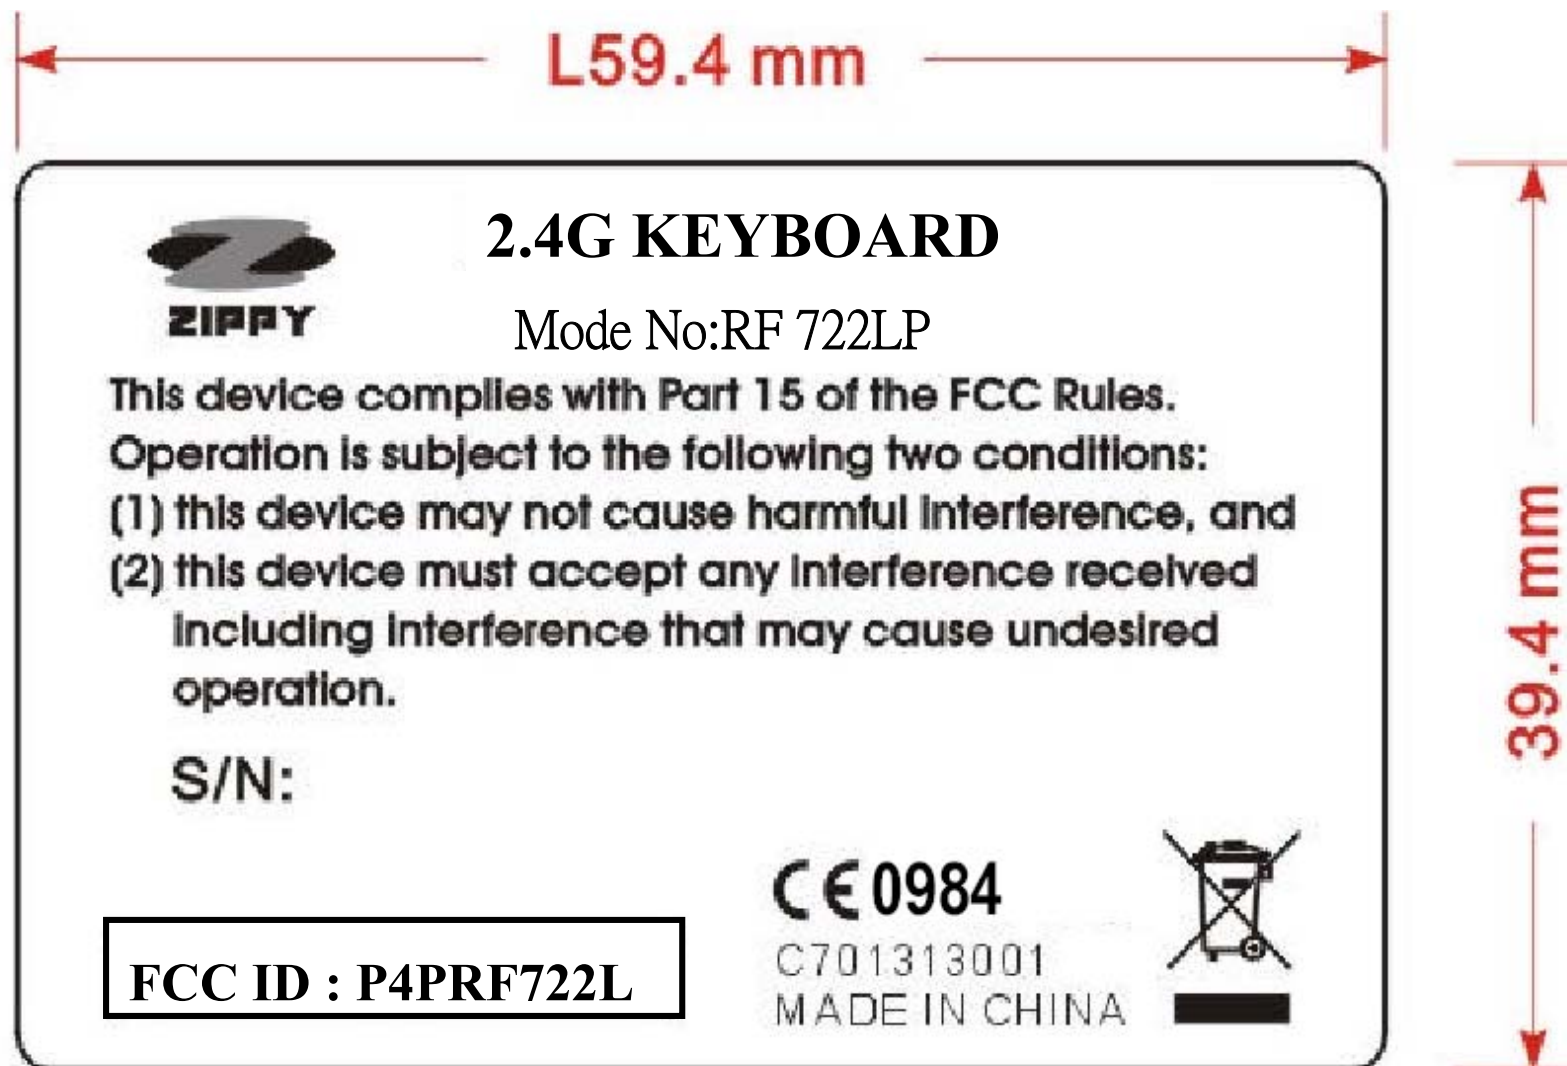 L59.4 mm
2.4G KEYBOARD
ZIPPY
Mode No:RF 722LP
This device complies with Part 15 of the FCC Rules.
Operation is subject to the following two conditions:
(1) this device may not cause harmful interference, and
(2) this device must accept any interference received
including interference that may cause undesired
operation.
S/N:
39.4 mm
CE 0984
C701313001
MADE IN CHINA
FCC ID : P4PRF722L